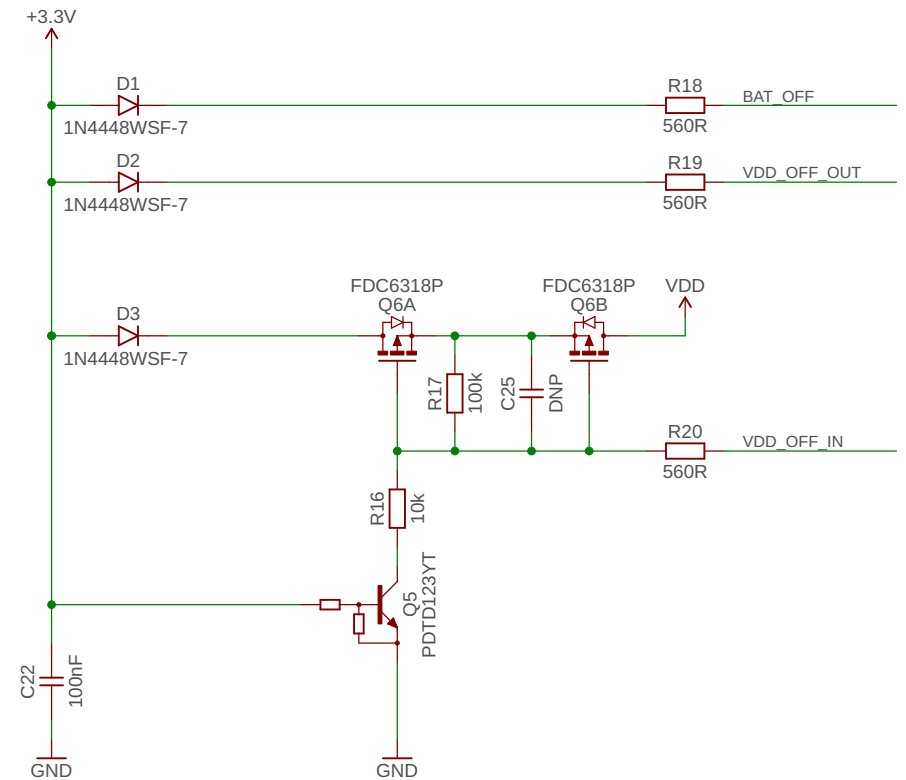 +3.3V
D1
1N4448WSF-7
R18
560R
BAT_OFF
D2
1N4448WSF-7
R19
560R
VDD_OFF_OUT
D3
1N4448WSF-7
FDC6318P
Q6A
FDC6318P
Q6B
VDD
R17
100k
C25
DNP
R20
560R
VDD_OFF_IN
R16
10k
Q5
PDTD123YT
C22
100nF
GND
GND